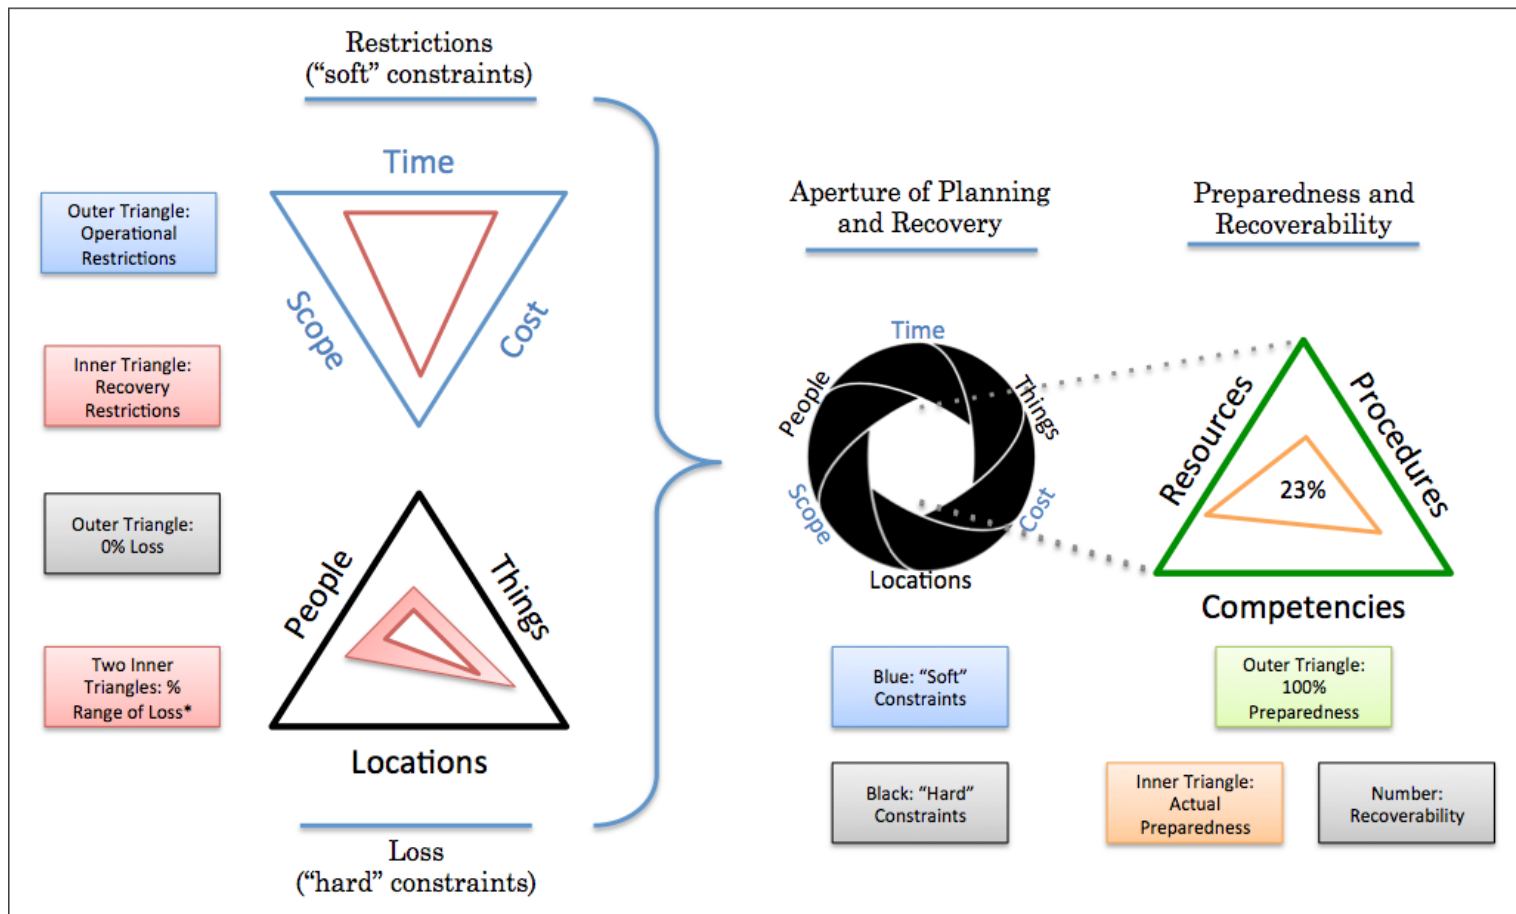 Restrictions
(“soft” constraints)
Time
Scope
Cost
Outer Triangle:
Operational
Restrictions
Inner Triangle:
Recovery
Restrictions
Outer Triangle:
0% Loss
Two Inner
Triangles: %
Range of Loss*
People
Things
Locations
Loss
(“hard” constraints)
Aperture of Planning
and Recovery
Time
People
Things
Scope
Cost
Locations
Blue: “Soft”
Constraints
Black: “Hard”
Constraints
Preparedness and
Recoverability
Resources
Procedures
23%
Competencies
Outer Triangle:
100%
Preparedness
Inner Triangle:
Actual
Preparedness
Number:
Recoverability